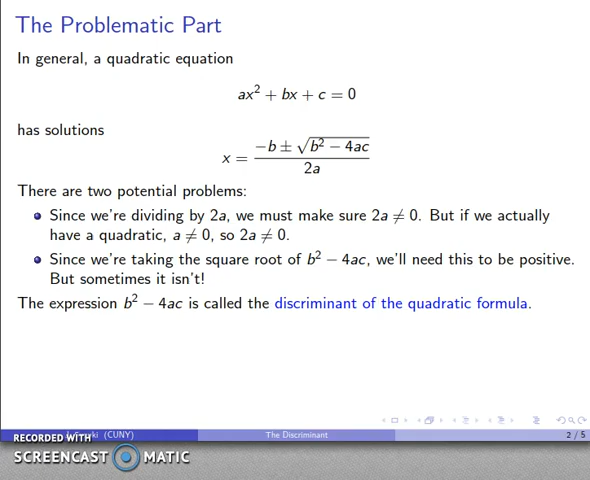 The Problematic Part
In general, a quadratic equation
ax² + bx + c = 0
has solutions
x = (−b ± √(b² − 4ac)) / 2a
There are two potential problems:
Since we're dividing by 2a, we must make sure 2a ≠ 0. But if we actually
have a quadratic, a ≠ 0, so 2a ≠ 0.
Since we're taking the square root of b² − 4ac, we'll need this to be positive.
But sometimes it isn't!
The expression b² − 4ac is called the discriminant of the quadratic formula.
(CUNY)
The Discriminant
2 / 5
RECORDED WITH
SCREENCAST MATIC